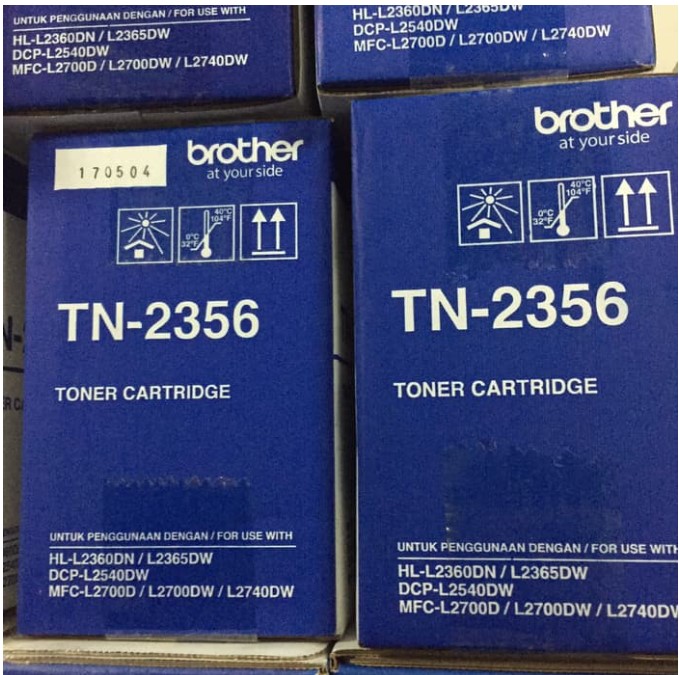 UNTUK PENGGUNAAN DENGAN / FOR USE WITH
HL-L2360DN / L2365DW
DCP-L2540DW
MFC-L2700D / L2700DW / L2740DW
HL-L2360DN / L2365DW
DCP-L2540DW
MFC-L2700D / L2700DW / L2740DW
170504
brother
at your side
0°C
32°F
40°C
104°F
TN-2356
TONER CARTRIDGE
UNTUK PENGGUNAAN DENGAN / FOR USE WITH
HL-L2360DN / L2365DW
DCP-L2540DW
MFC-L2700D / L2700DW / L2740DW
brother
at your side
0°C
32°F
40°C
104°F
TN-2356
TONER CARTRIDGE
UNTUK PENGGUNAAN DENGAN / FOR USE WITH
HL-L2360DN / L2365DW
DCP-L2540DW
MFC-L2700D / L2700DW / L2740DW